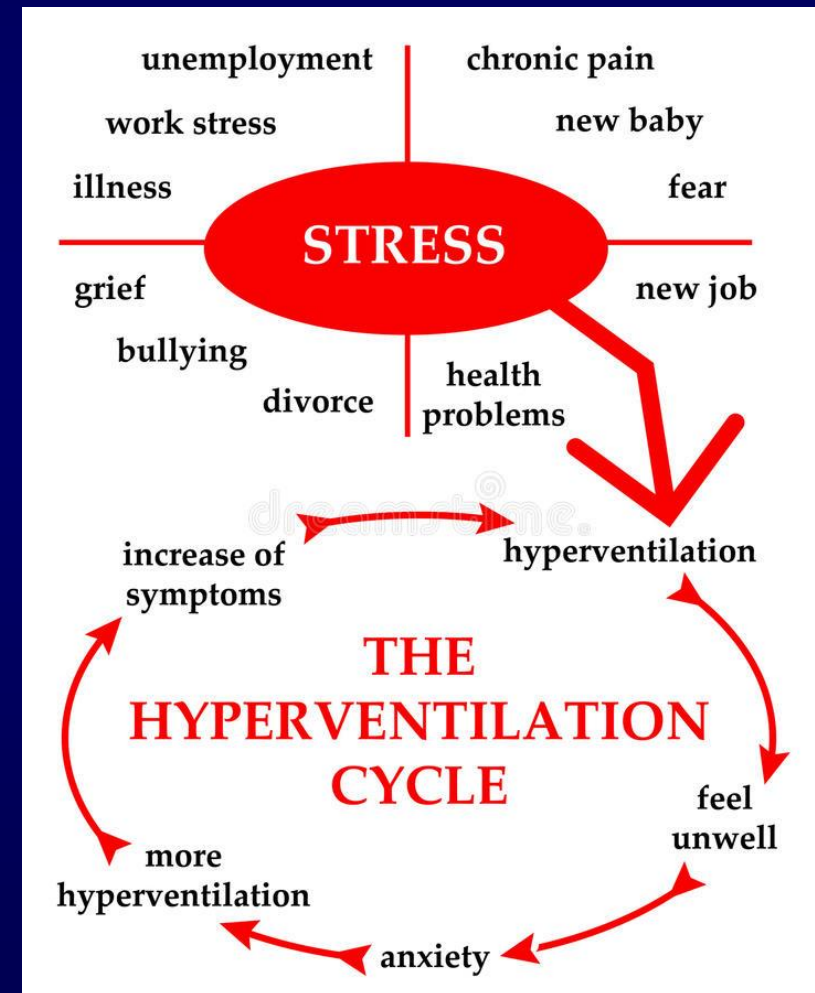 unemployment
chronic pain
work stress
new baby
illness
fear
STRESS
grief
new job
bullying
divorce
health
problems
dreamstime.
increase of
symptoms
hyperventilation
THE
HYPERVENTILATION
CYCLE
feel
unwell
more
hyperventilation
anxiety